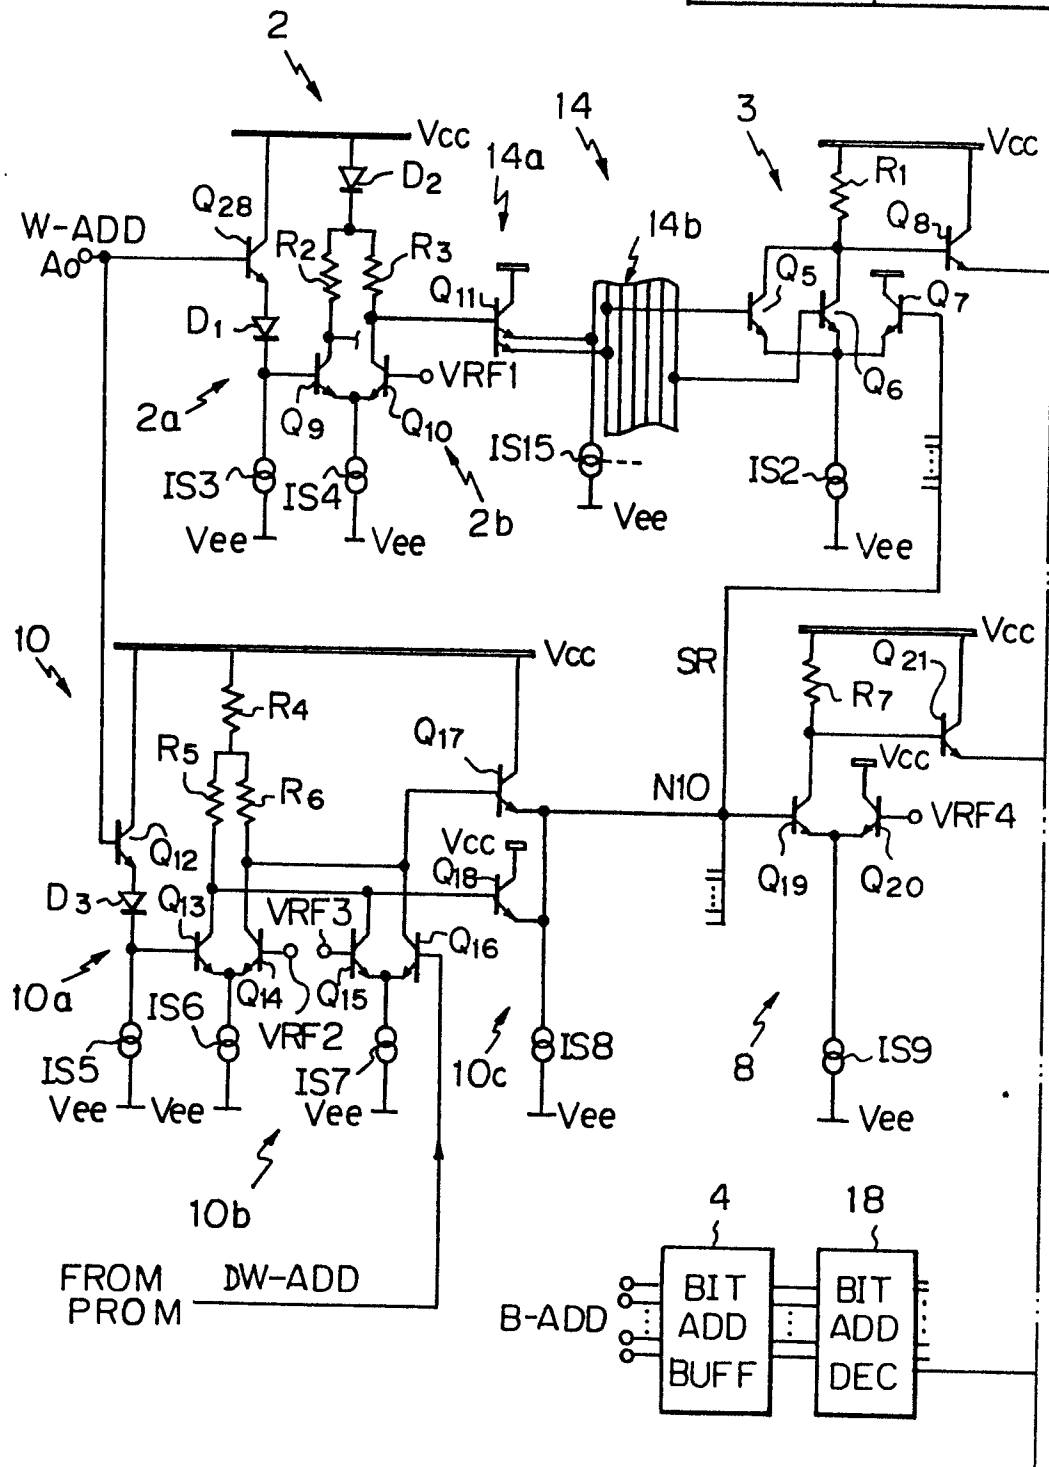 2
Vcc
D2
14a
14
3
Vcc
R1
Q28
W-ADD
A0
R2
R3
Q11
14b
Q8
Q5
Q7
D1
VRF1
Q6
2a
Q9
Q10
IS3
IS4
2b
IS15
IS2
Vee
Vee
Vee
Vee
10
Vcc
SR
Vcc
Q21
R7
R4
R5
R6
Q17
N10
Vcc
VRF4
Q12
Vcc
Q18
Q19
Q20
D3
Q13
VRF3
Q16
10a
IS6
Q14
Q15
VRF2
IS5
IS7
10c
IS8
8
IS9
Vee
Vee
Vee
Vee
Vee
10b
4
18
FROM
PROM
DW-ADD
B-ADD
BIT
ADD
BUFF
BIT
ADD
DEC